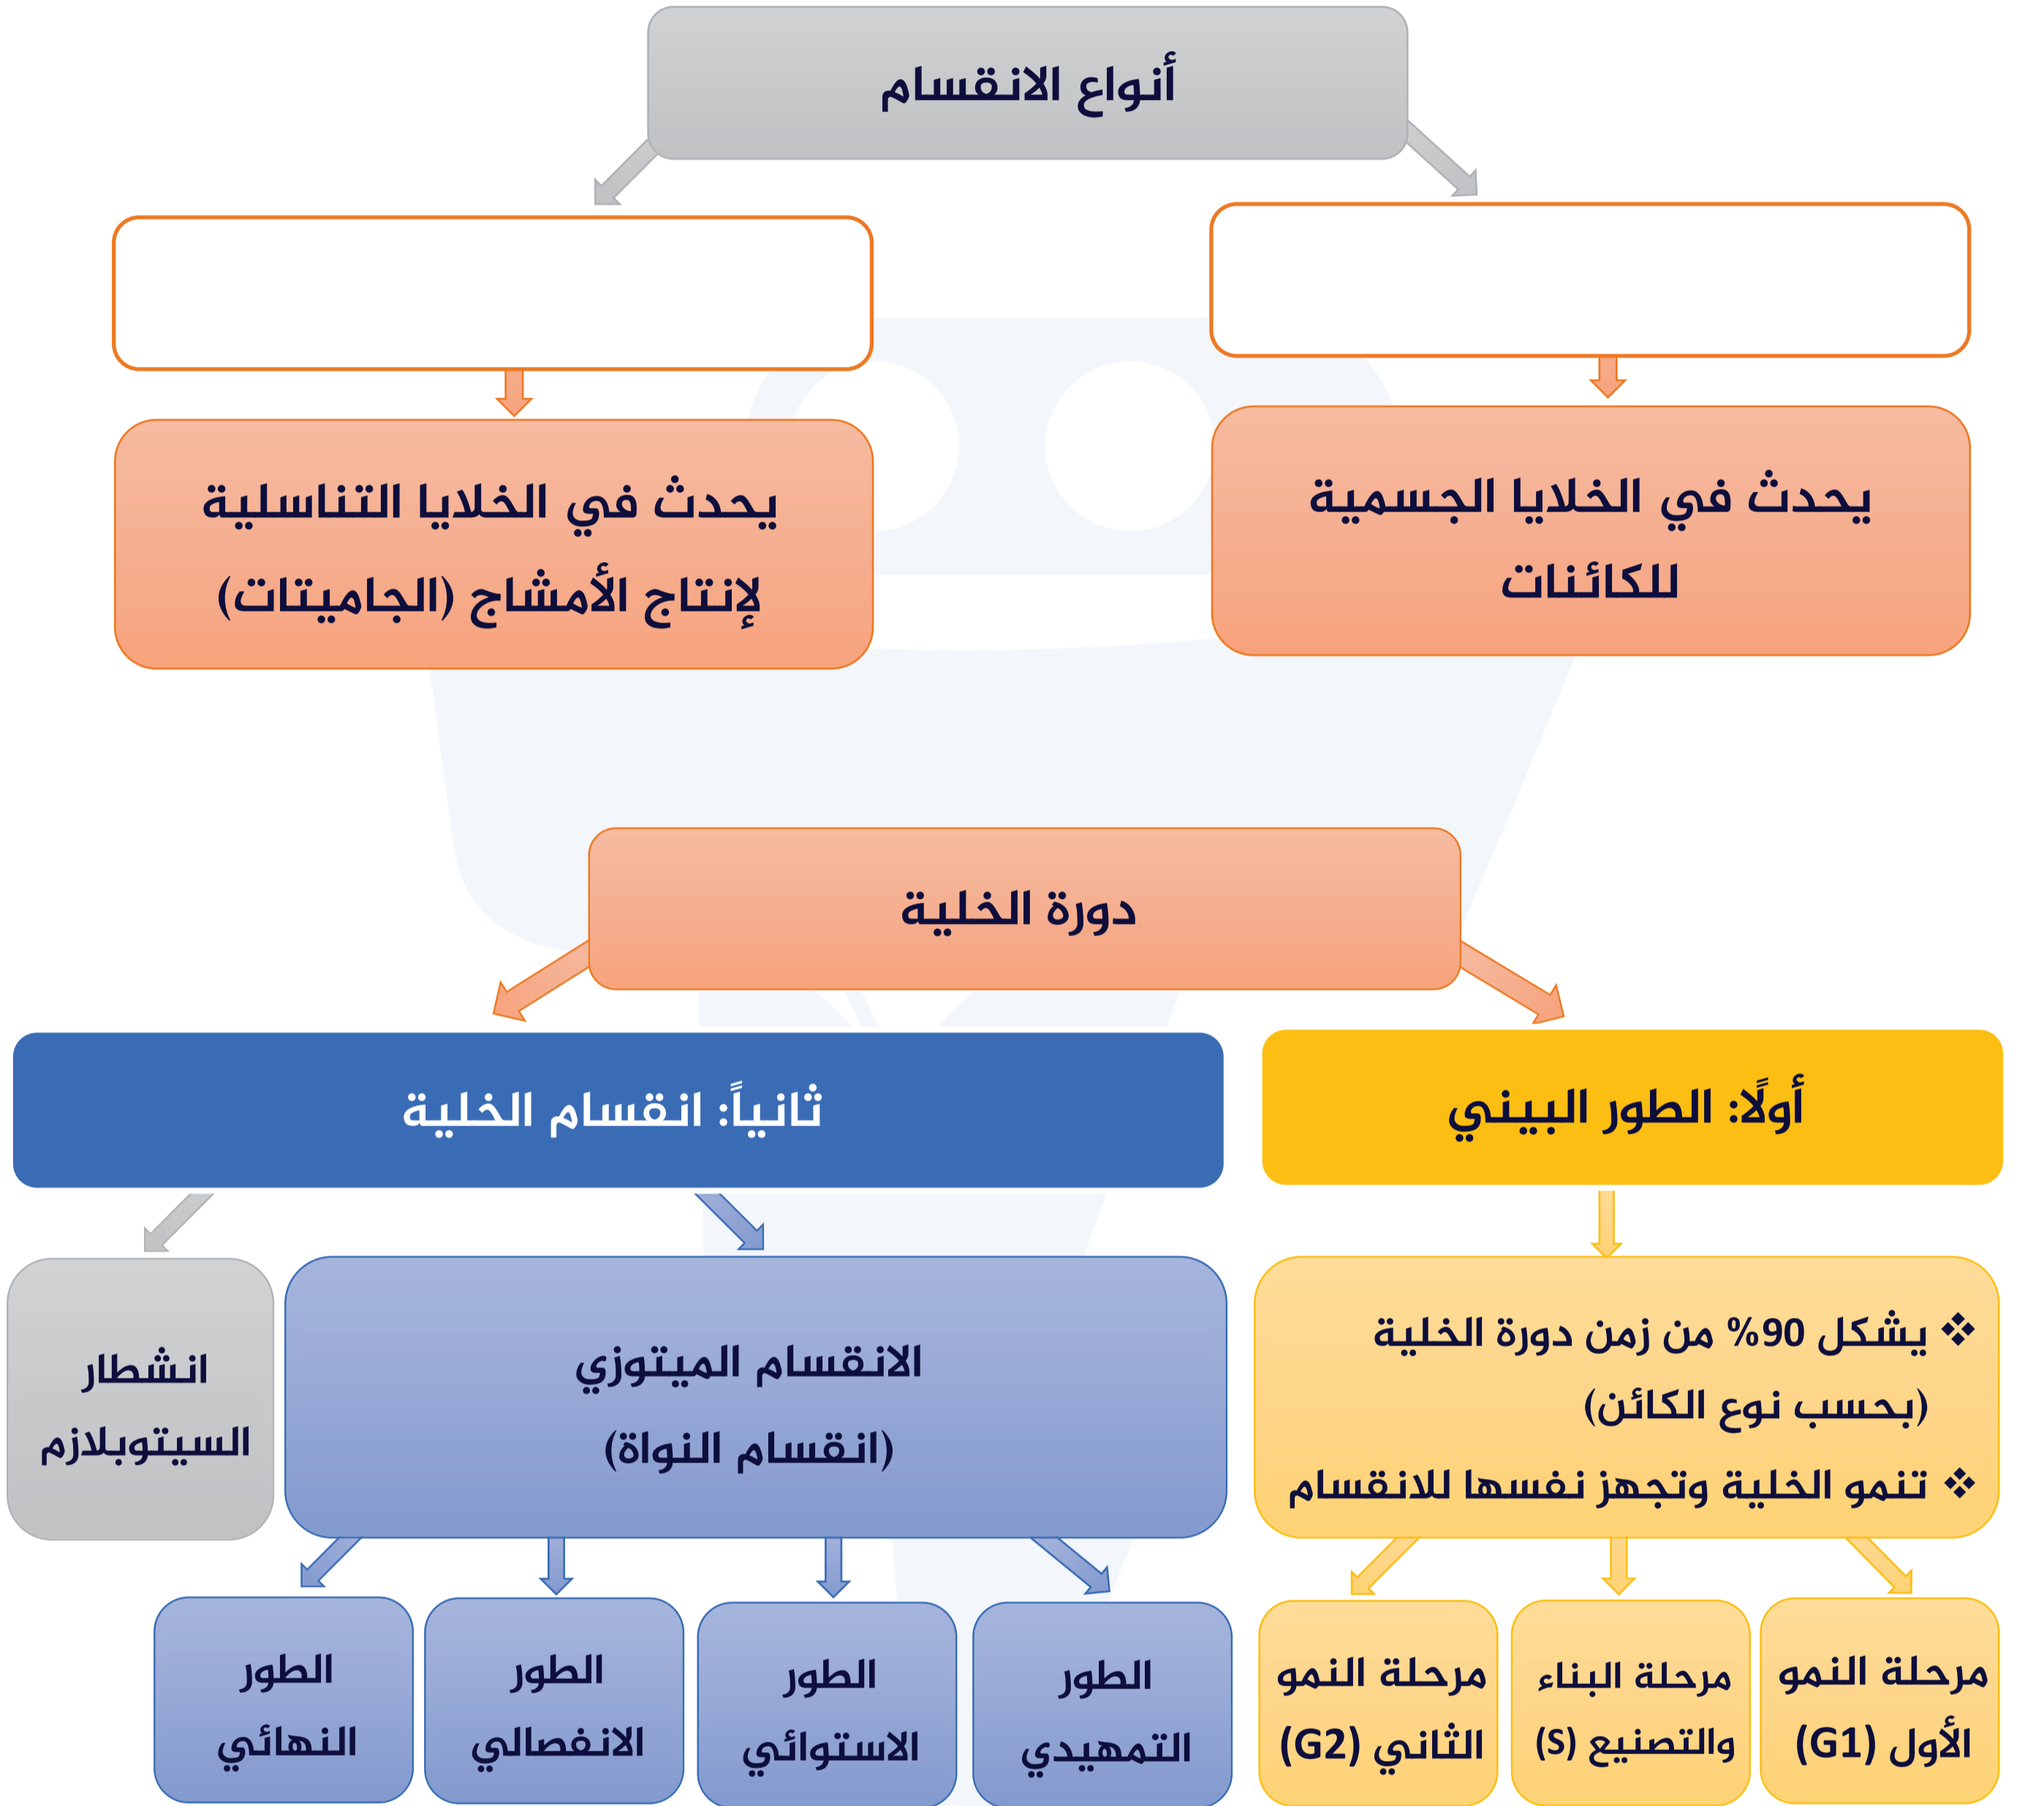 أنواع الانقسام
يحدث في الخلايا الجسمية
للكائنات
يحدث في الخلايا التناسلية
لإنتاج الأمشاج (الجاميتات)
دورة الخلية
أولًا: الطور البيني
ثانياً: انقسام الخلية
❖ يشكل 90% من زمن دورة الخلية
(بحسب نوع الكائن)
❖ تنمو الخلية وتجهز نفسها للانقسام
الانقسام الميتوزي
(انقسام النواة)
انشطار
السيتوبلازم
مرحلة النمو
الأول (G1)
مرحلة البناء
والتصنيع (S)
مرحلة النمو
الثاني (G2)
الطور
التمهيدي
الطور
الاستوائي
الطور
الانفصالي
الطور
النهائي